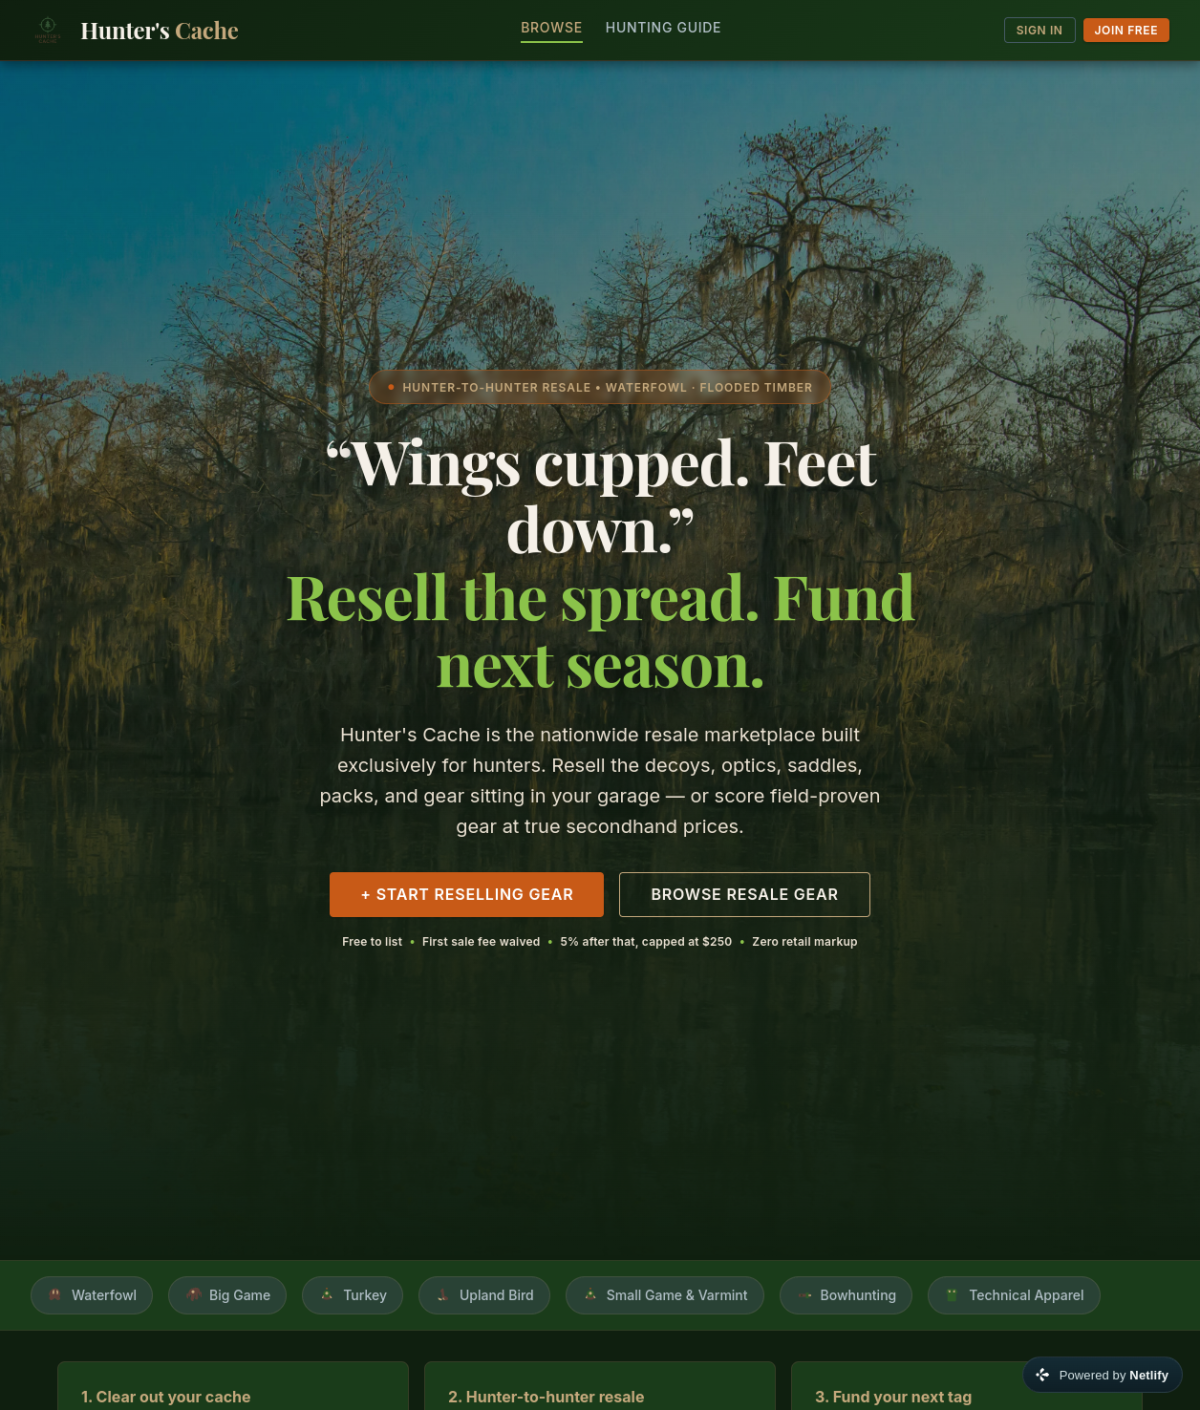 Hunter's Cache
BROWSE
HUNTING GUIDE
SIGN IN
JOIN FREE
HUNTER-TO-HUNTER RESALE • WATERFOWL · FLOODED TIMBER
“Wings cupped. Feet
down.”
Resell the spread. Fund
next season.
Hunter's Cache is the nationwide resale marketplace built
exclusively for hunters. Resell the decoys, optics, saddles,
packs, and gear sitting in your garage — or score field-proven
gear at true secondhand prices.
+ START RESELLING GEAR
BROWSE RESALE GEAR
Free to list • First sale fee waived • 5% after that, capped at $250 • Zero retail markup
Waterfowl
Big Game
Turkey
Upland Bird
Small Game & Varmint
Bowhunting
Technical Apparel
1. Clear out your cache
2. Hunter-to-hunter resale
3. Fund your next tag
Powered by Netlify